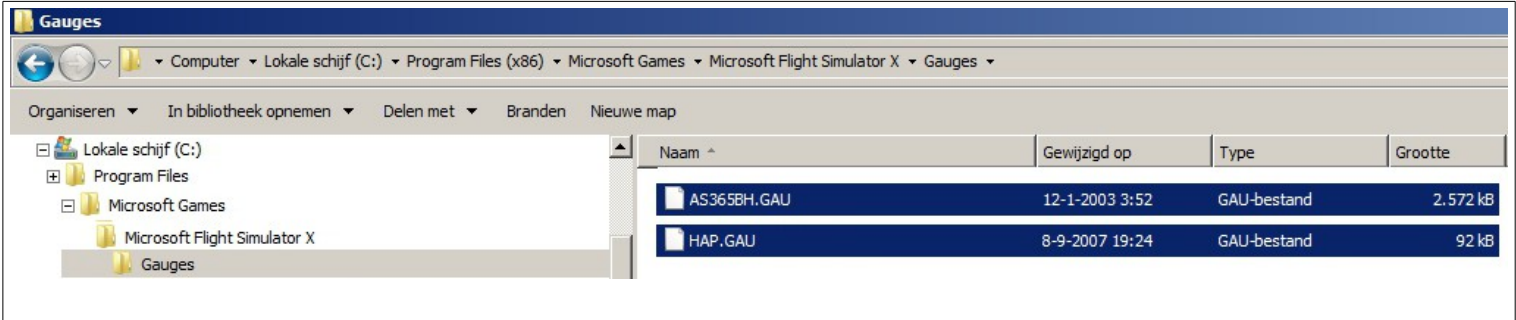 Gauges
Computer Lokale schijf (C:) Program Files (x86) Microsoft Games Microsoft Flight Simulator X Gauges
Organiseren In bibliotheek opnemen Delen met Branden Nieuwe map
Lokale schijf (C:)
Program Files
Microsoft Games
Microsoft Flight Simulator X
Gauges
Naam Gewijzigd op Type Grootte
AS365BH.GAU 12-1-2003 3:52 GAU-bestand 2.572 kB
HAP.GAU 8-9-2007 19:24 GAU-bestand 92 kB